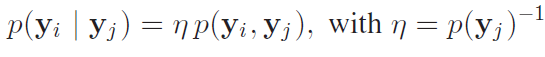 p(𝐲ᵢ | 𝐲ⱼ) = η p(𝐲ᵢ, 𝐲ⱼ), with η = p(𝐲ⱼ)⁻¹